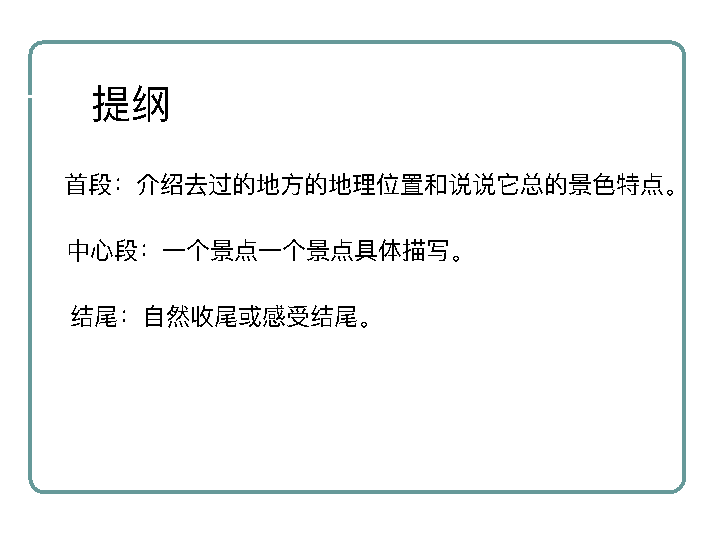 提纲
首段：介绍去过的地方的地理位置和说说它总的景色特点。
中心段：一个景点一个景点具体描写。
结尾：自然收尾或感受结尾。